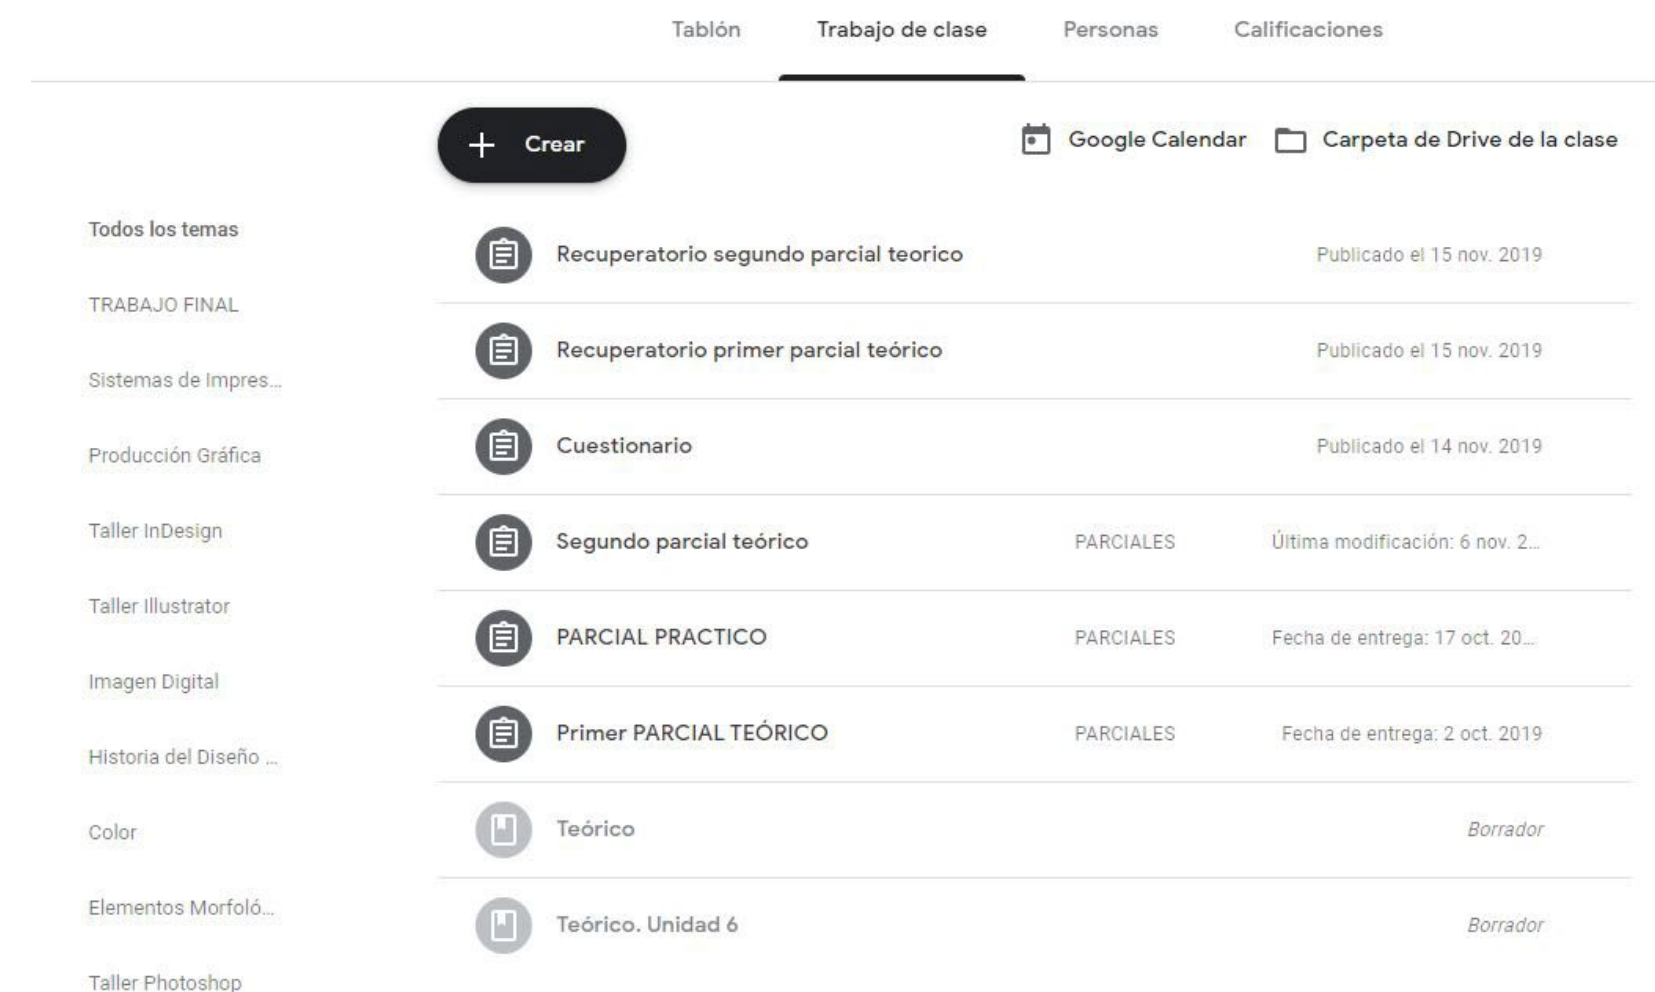 Tablón
Trabajo de clase
Personas
Calificaciones
Crear
Google Calendar
Carpeta de Drive de la clase
Todos los temas
TRABAJO FINAL
Sistemas de Impres...
Producción Gráfica
Taller InDesign
Taller Illustrator
Imagen Digital
Historia del Diseño ...
Color
Elementos Morfoló...
Taller Photoshop
Recuperatorio segundo parcial teorico
Publicado el 15 nov. 2019
Recuperatorio primer parcial teórico
Publicado el 15 nov. 2019
Cuestionario
Publicado el 14 nov. 2019
Segundo parcial teórico
PARCIALES
Última modificación: 6 nov. 2...
PARCIAL PRACTICO
PARCIALES
Fecha de entrega: 17 oct. 20...
Primer PARCIAL TEÓRICO
PARCIALES
Fecha de entrega: 2 oct. 2019
Teórico
Borrador
Teórico. Unidad 6
Borrador